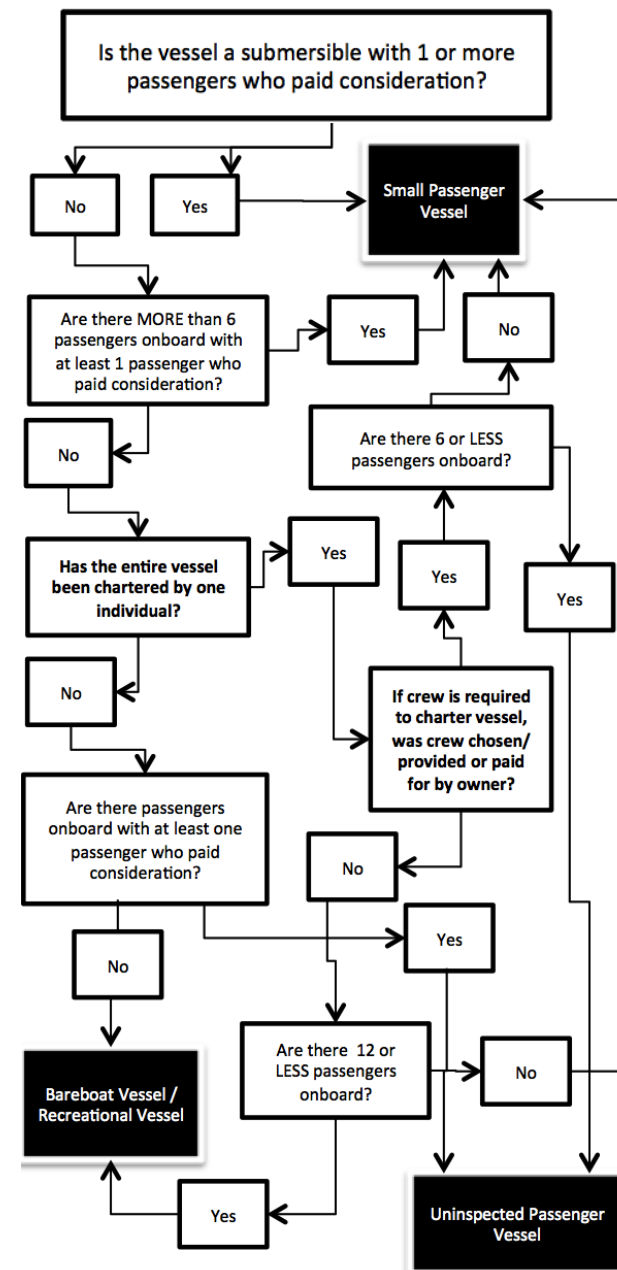 Is the vessel a submersible with 1 or more
passengers who paid consideration?
No
Yes
Small Passenger
Vessel
Are there MORE than 6
passengers onboard with
at least 1 passenger who
paid consideration?
Yes
No
No
Are there 6 or LESS
passengers onboard?
Has the entire vessel
been chartered by one
individual?
Yes
Yes
Yes
No
If crew is required
to charter vessel,
was crew chosen/
provided or paid
for by owner?
Are there passengers
onboard with at least one
passenger who paid
consideration?
No
Yes
No
Are there 12 or
LESS passengers
onboard?
No
Bareboat Vessel /
Recreational Vessel
Yes
Uninspected Passenger
Vessel